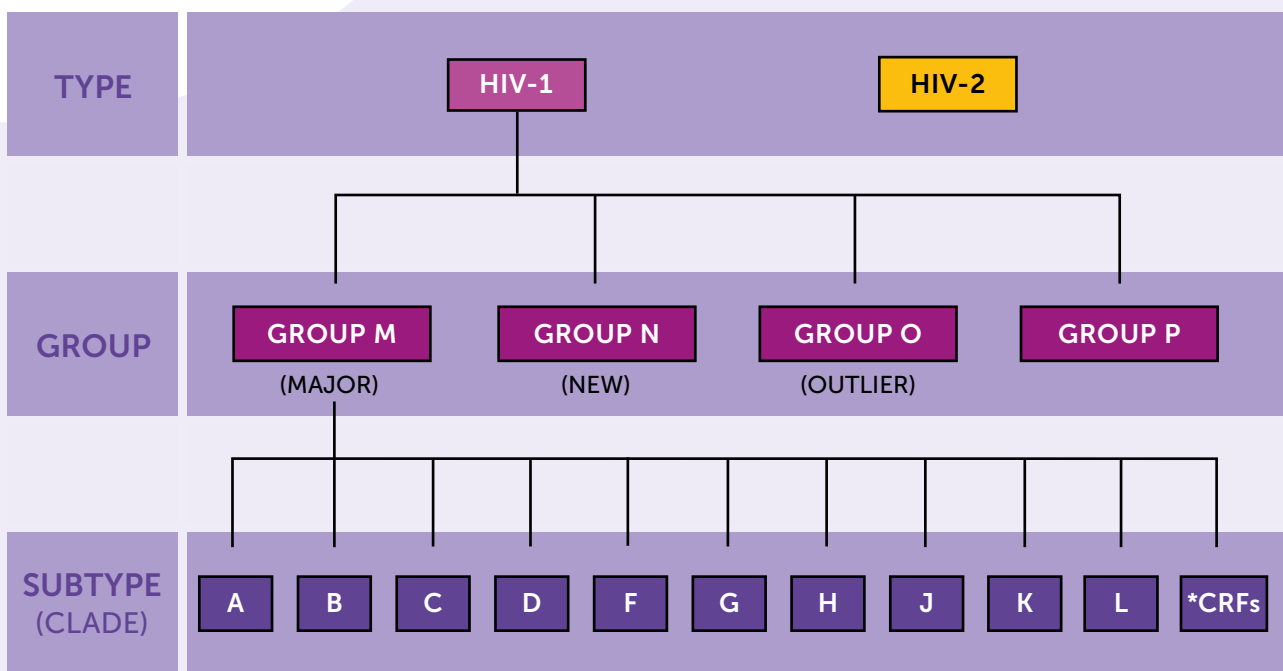 TYPE
HIV-1
HIV-2
GROUP
GROUP M
(MAJOR)
GROUP N
(NEW)
GROUP O
(OUTLIER)
GROUP P
SUBTYPE
(CLADE)
A
B
C
D
F
G
H
J
K
L
*CRFs